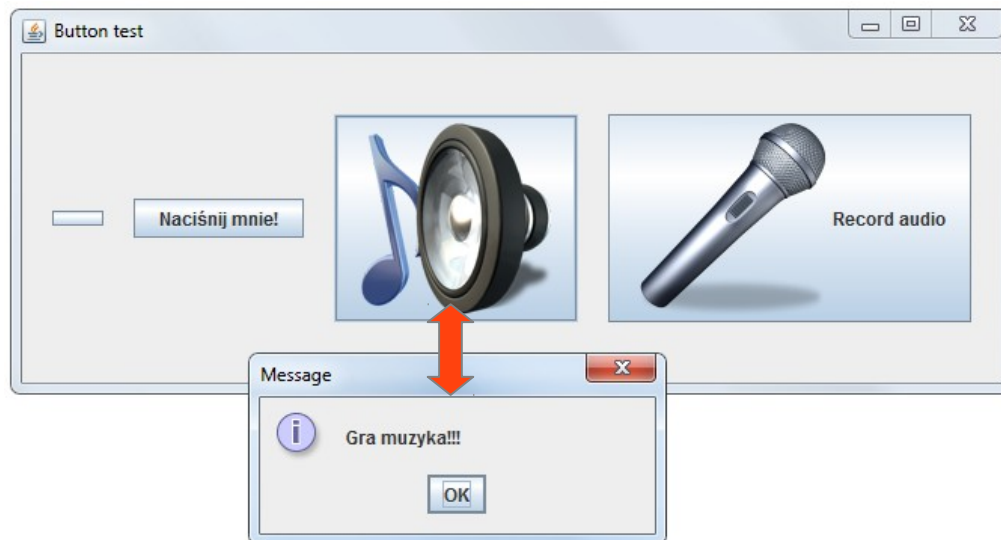 Button test
Naciśnij mnie!
Record audio
Message
i
Gra muzyka!!!
OK